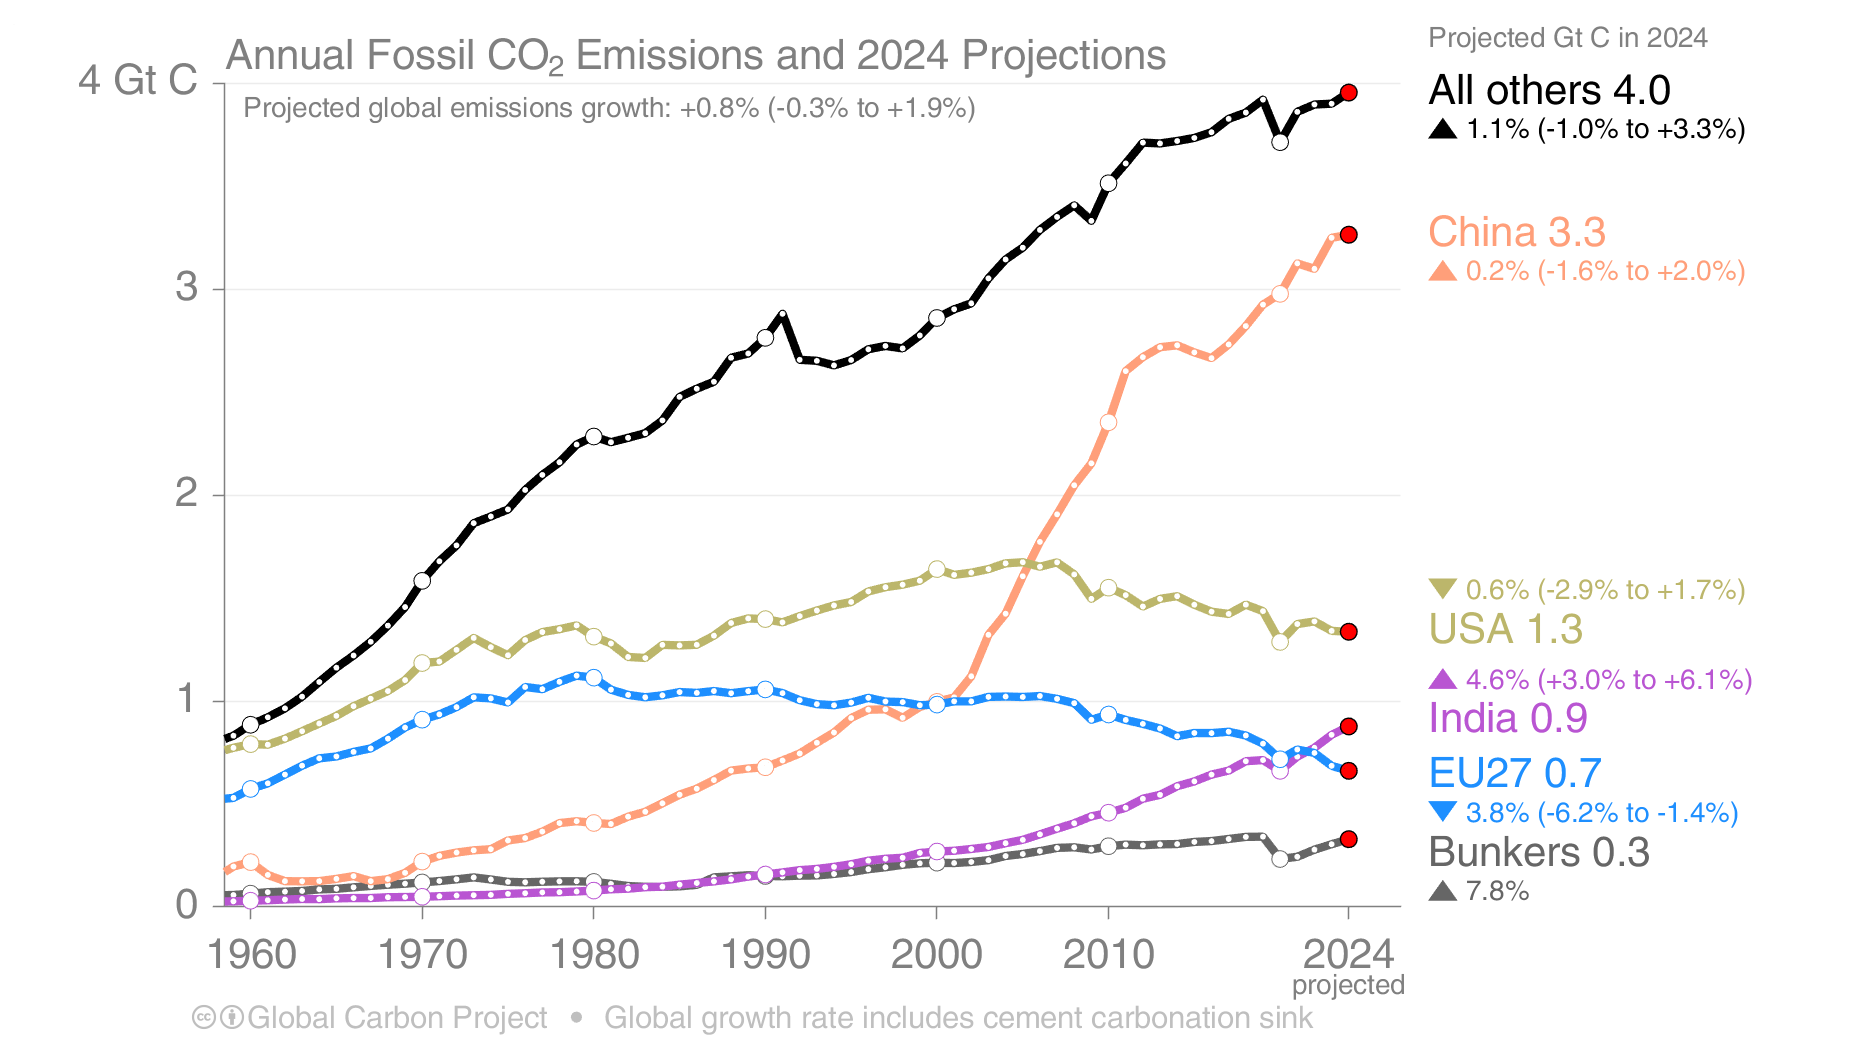 Annual Fossil CO₂ Emissions and 2024 Projections
Projected global emissions growth: +0.8% (-0.3% to +1.9%)
4 Gt C
3
2
1
0
1960 1970 1980 1990 2000 2010 2024
projected
Projected Gt C in 2024
All others 4.0
▲ 1.1% (-1.0% to +3.3%)
China 3.3
▲ 0.2% (-1.6% to +2.0%)
▼ 0.6% (-2.9% to +1.7%)
USA 1.3
▲ 4.6% (+3.0% to +6.1%)
India 0.9
EU27 0.7
▼ 3.8% (-6.2% to -1.4%)
Bunkers 0.3
▲ 7.8%
cc Global Carbon Project • Global growth rate includes cement carbonation sink